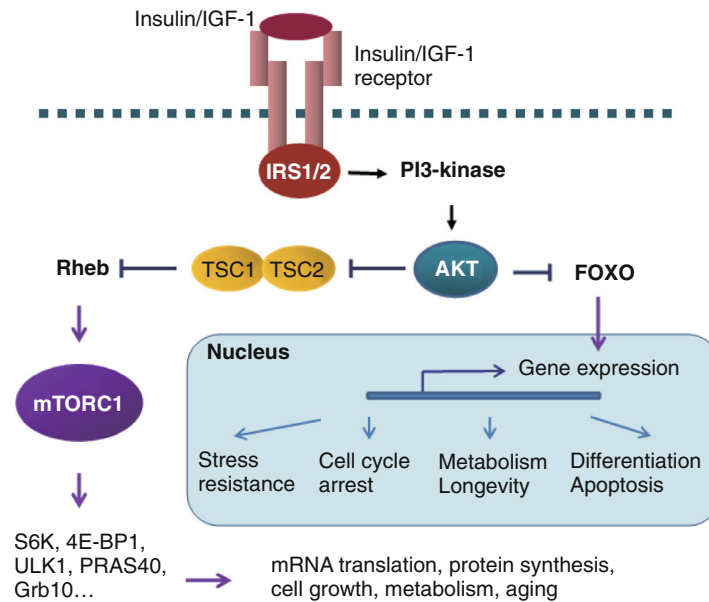 Insulin/IGF-1
Insulin/IGF-1
receptor
IRS1/2
PI3-kinase
Rheb
TSC1
TSC2
AKT
FOXO
Nucleus
Gene expression
mTORC1
Stress
resistance
Cell cycle
arrest
Metabolism
Longevity
Differentiation
Apoptosis
S6K, 4E-BP1,
ULK1, PRAS40,
Grb10...
mRNA translation, protein synthesis,
cell growth, metabolism, aging